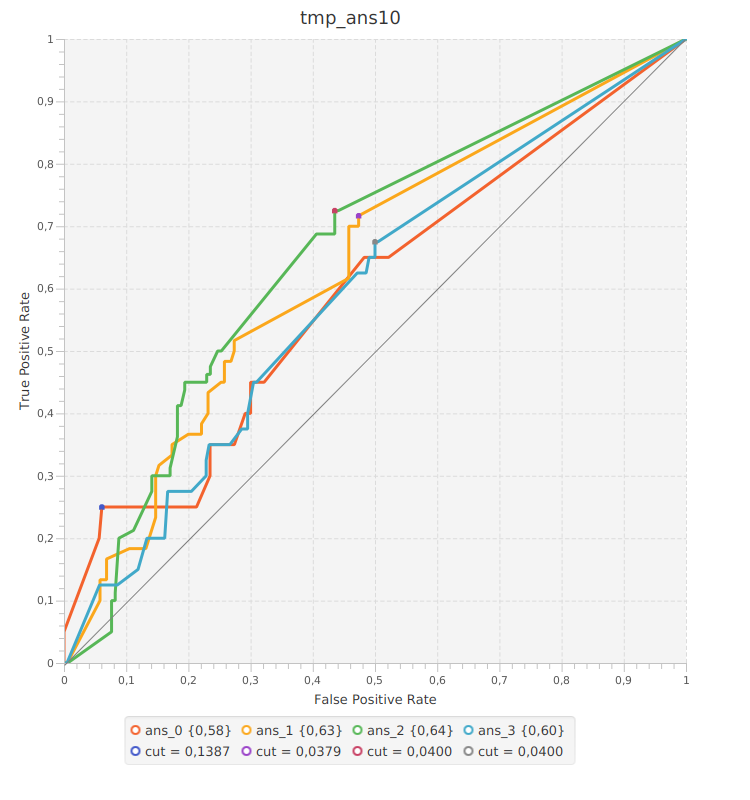 tmp_ans10
1
0,9
0,8
0,7
0,6
0,5
0,4
0,3
0,2
0,1
0
True Positive Rate
0 0,1 0,2 0,3 0,4 0,5 0,6 0,7 0,8 0,9 1
False Positive Rate
ans_0 {0,58} ans_1 {0,63} ans_2 {0,64} ans_3 {0,60}
cut = 0,1387 cut = 0,0379 cut = 0,0400 cut = 0,0400